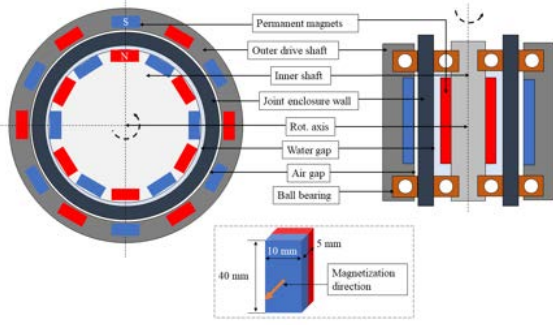 S
N
Permanent magnets
Outer drive shaft
Inner shaft
Joint enclosure wall
Rot. axis
Water gap
Air gap
Ball bearing
10 mm
5 mm
40 mm
Magnetization
direction